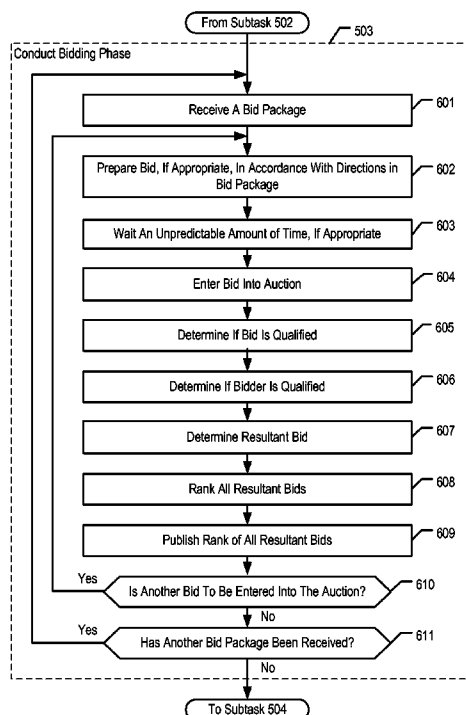 From Subtask 502
503
Conduct Bidding Phase
Receive A Bid Package
601
Prepare Bid, If Appropriate, In Accordance With Directions in
Bid Package
602
Wait An Unpredictable Amount of Time, If Appropriate
603
Enter Bid Into Auction
604
Determine If Bid Is Qualified
605
Determine If Bidder Is Qualified
606
Determine Resultant Bid
607
Rank All Resultant Bids
608
Publish Rank of All Resultant Bids
609
Yes
Is Another Bid To Be Entered Into The Auction?
610
No
Yes
Has Another Bid Package Been Received?
611
No
To Subtask 504